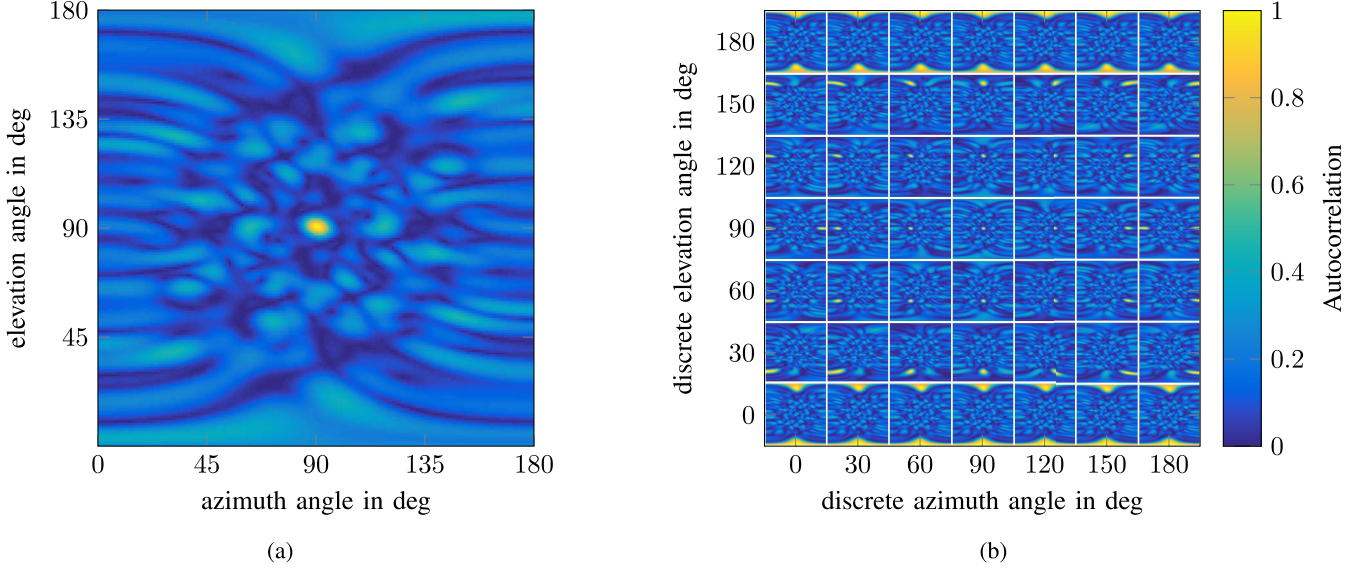 180
135
90
45
elevation angle in deg
0 45 90 135 180
azimuth angle in deg
(a)
180
150
120
90
60
30
0
discrete elevation angle in deg
0 30 60 90 120 150 180
discrete azimuth angle in deg
(b)
1
0.8
0.6
0.4
0.2
0
Autocorrelation